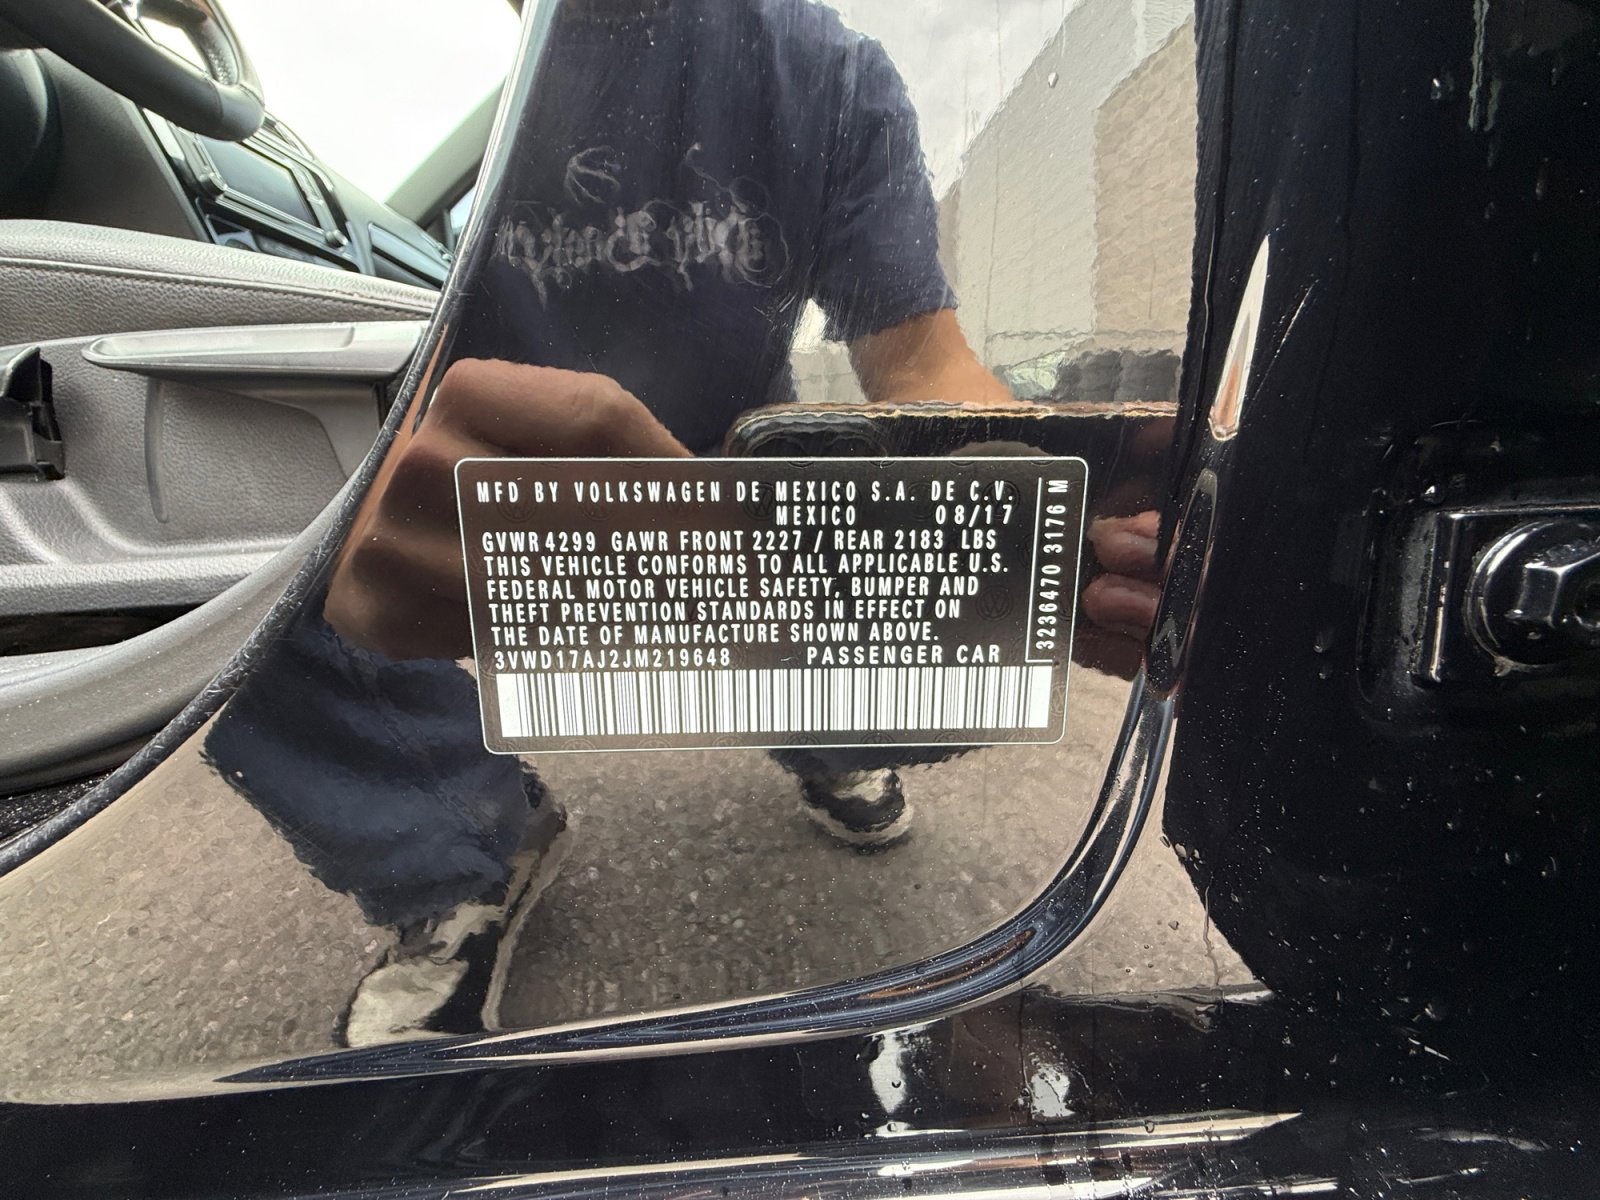 MFD BY VOLKSWAGEN DE MEXICO S.A. DE C.V.
MEXICO 08/17
GVWR 4299 GAWR FRONT 2227 / REAR 2183 LBS
THIS VEHICLE CONFORMS TO ALL APPLICABLE U.S.
FEDERAL MOTOR VEHICLE SAFETY, BUMPER AND
THEFT PREVENTION STANDARDS IN EFFECT ON
THE DATE OF MANUFACTURE SHOWN ABOVE.
3VWD17AJ2JM219648 PASSENGER CAR
3236470 3176 M